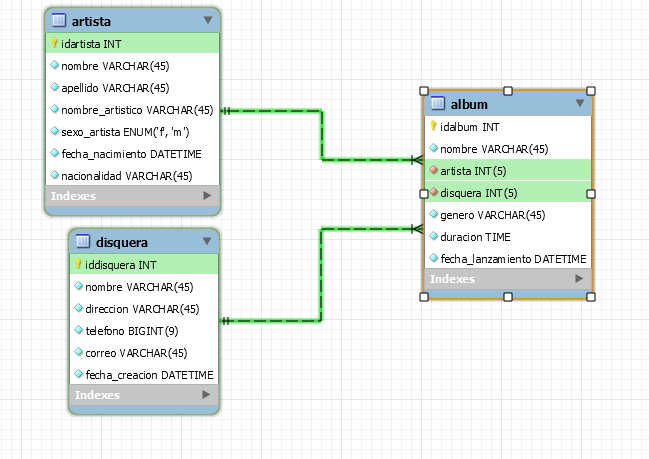 artista
idartista INT
nombre VARCHAR(45)
apellido VARCHAR(45)
nombre_artistico VARCHAR(45)
sexo_artista ENUM('f', 'm')
fecha_nacimiento DATETIME
nacionalidad VARCHAR(45)
Indexes
disquera
iddisquera INT
nombre VARCHAR(45)
direccion VARCHAR(45)
telefono BIGINT(9)
correo VARCHAR(45)
fecha_creacion DATETIME
Indexes
album
idalbum INT
nombre VARCHAR(45)
artista INT(5)
disquera INT(5)
genero VARCHAR(45)
duracion TIME
fecha_lanzamiento DATETIME
Indexes